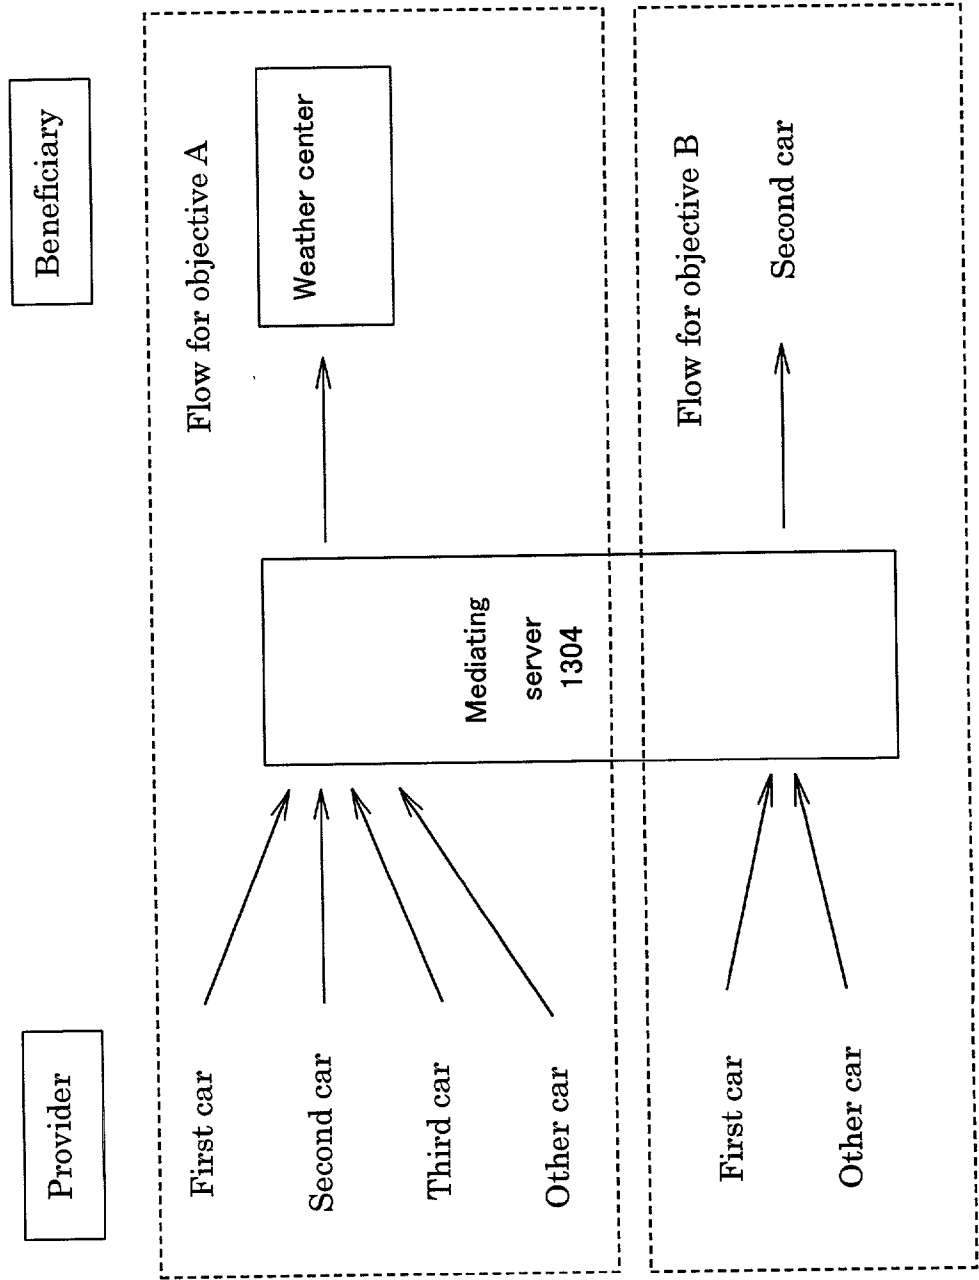 Provider
Beneficiary
Flow for objective A
First car
Second car
Third car
Other car
Mediating
server
1304
Weather center
Flow for objective B
First car
Other car
Second car